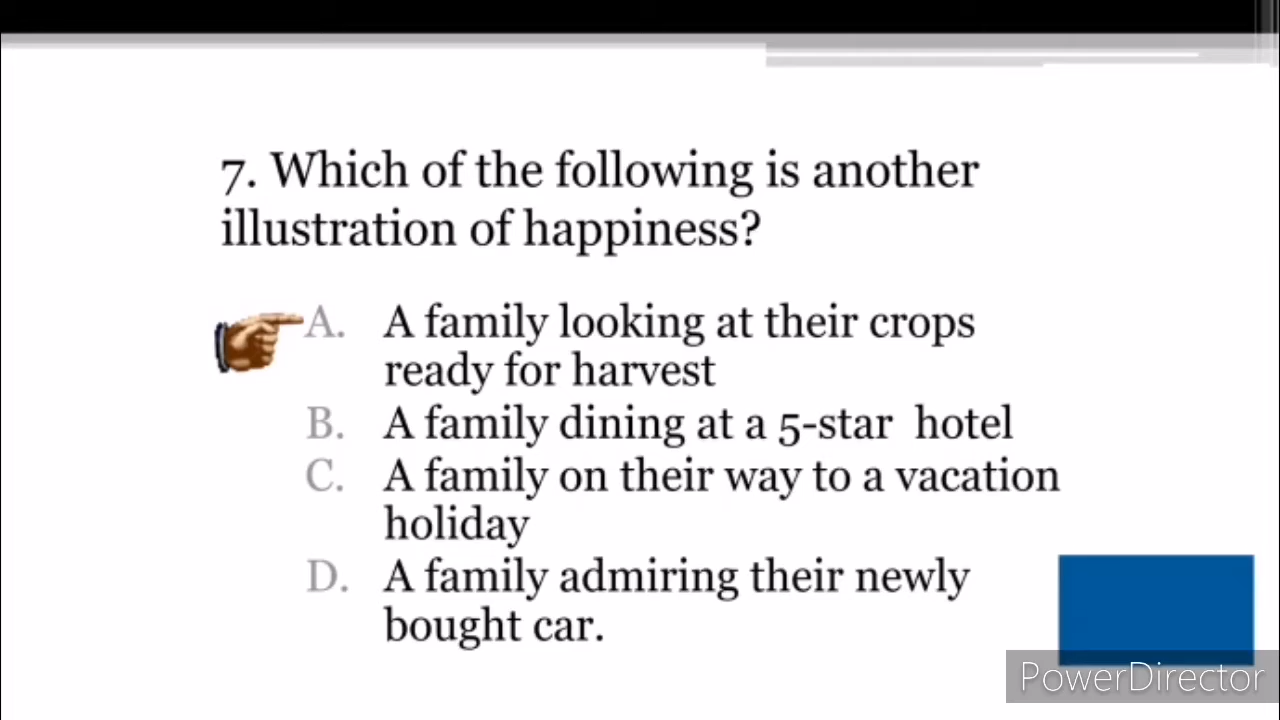 7. Which of the following is another
illustration of happiness?
A. A family looking at their crops
ready for harvest
B. A family dining at a 5-star hotel
C. A family on their way to a vacation
holiday
D. A family admiring their newly
bought car.
PowerDirector